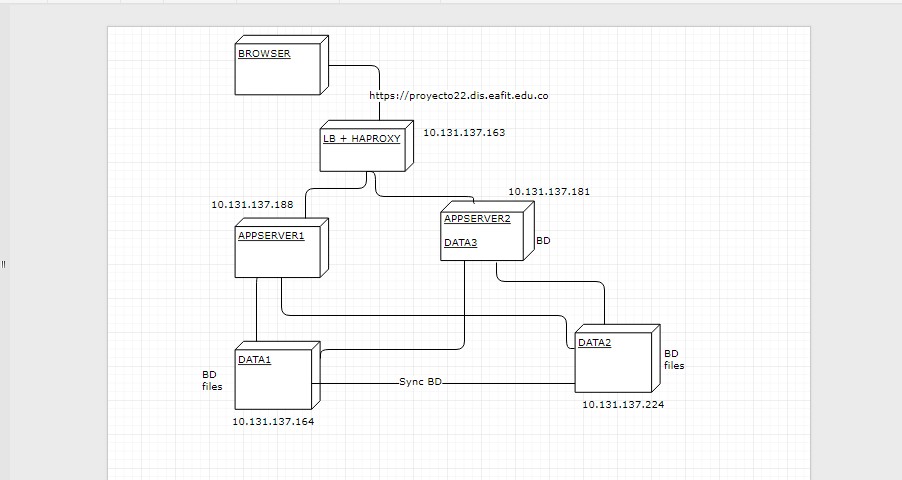 BROWSER
https://proyecto22.dis.eafit.edu.co
LB + HAPROXY
10.131.137.163
10.131.137.188
10.131.137.181
APPSERVER1
APPSERVER2
DATA3
BD
DATA1
BD
files
10.131.137.164
Sync BD
DATA2
BD
files
10.131.137.224